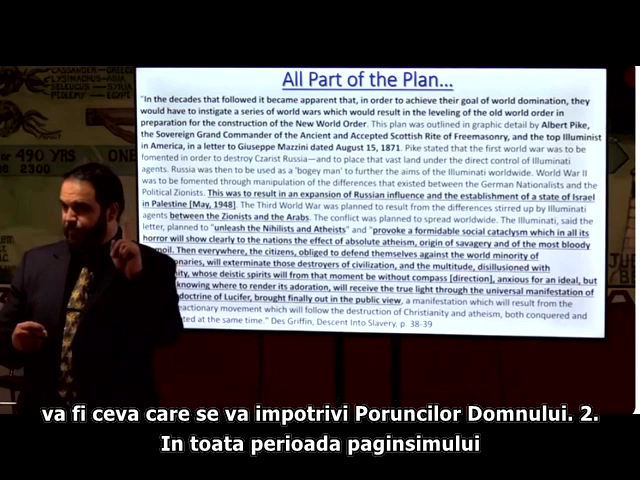 CASSANDER - GREECE
LYSIMACHUS - ASIA
SELEUCUS - SYRIA
PTOLEMY - EGYPT
or 490 YRS
2300
ONE
All Part of the Plan...
"In the decades that followed it became apparent that, in order to achieve their goal of world domination, they
would have to instigate a series of world wars which would result in the leveling of the old world order in
preparation for the construction of the New World Order. This plan was outlined in graphic detail by Albert Pike,
the Sovereign Grand Commander of the Ancient and Accepted Scottish Rite of Freemasonry, and the top Illuminist
in America, in a letter to Giuseppe Mazzini dated August 15, 1871. Pike stated that the first world war was to be
fomented in order to destroy Czarist Russia—and to place that vast land under the direct control of Illuminati
agents. Russia was then to be used as a 'bogey man' to further the aims of the Illuminati worldwide. World War II
was to be fomented through manipulation of the differences that existed between the German Nationalists and the
Political Zionists. This was to result in an expansion of Russian influence and the establishment of a state of Israel
in Palestine [May, 1948]. The Third World War was planned to result from the differences stirred up by Illuminati
agents between the Zionists and the Arabs. The conflict was planned to spread worldwide. The Illuminati, said the
letter, planned to "unleash the Nihilists and Atheists" and "provoke a formidable social cataclysm which in all its
horror will show clearly to the nations the effect of absolute atheism, origin of savagery and of the most bloody
moil. Then everywhere, the citizens, obliged to defend themselves against the world minority of
onaries, will exterminate those destroyers of civilization, and the multitude, disillusioned with
nity, whose deistic spirits will from that moment be without compass [direction], anxious for an ideal, but
knowing where to render its adoration, will receive the true light through the universal manifestation of
doctrine of Lucifer, brought finally out in the public view, a manifestation which will result from the
reactionary movement which will follow the destruction of Christianity and atheism, both conquered and
ted at the same time." Des Griffin, Descent Into Slavery, p. 38-39
va fi ceva care se va impotrivi Poruncilor Domnului. 2.
In toata perioada paginsimului